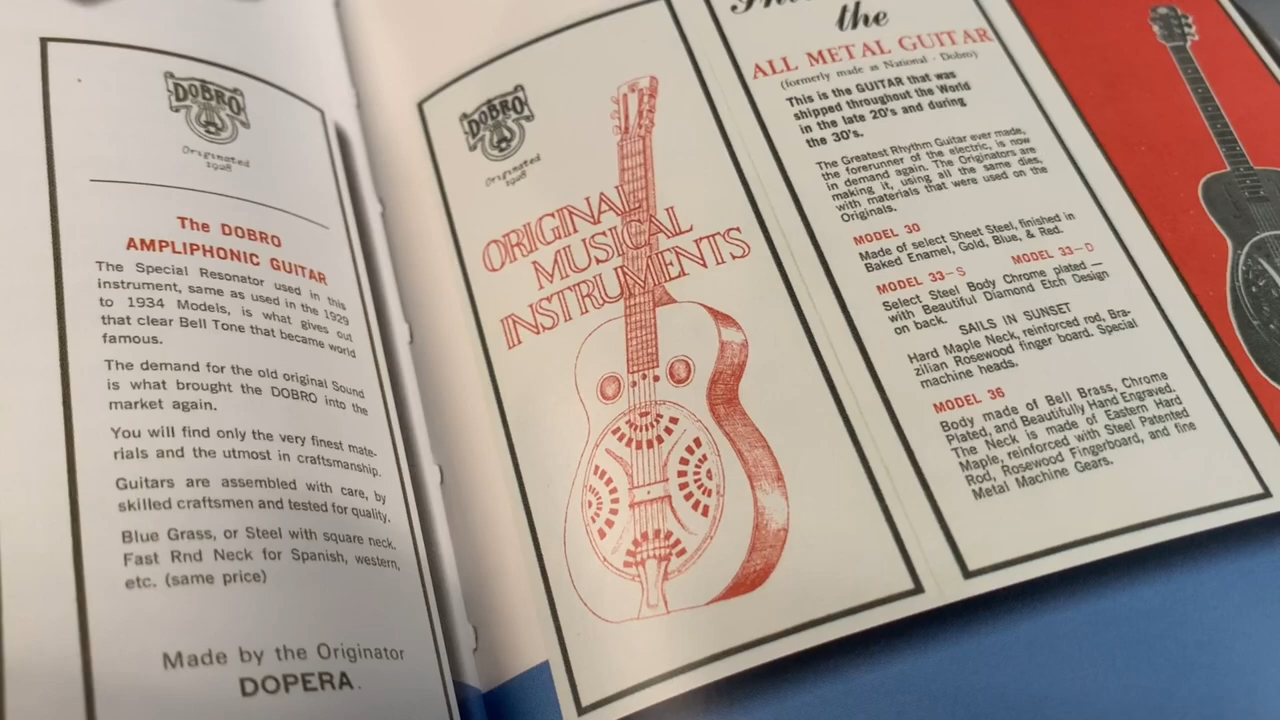 DOBRO
Originated
1928
The DOBRO
AMPLIPHONIC GUITAR
The Special Resonator used in this
instrument, same as used in the 1929
to 1934 Models, is what gives out
that clear Bell Tone that became world
famous.
The demand for the old original Sound
is what brought the DOBRO into the
market again.
You will find only the very finest mate-
rials and the utmost in craftsmanship.
Guitars are assembled with care, by
skilled craftsmen and tested for quality.
Blue Grass, or Steel with square neck.
Fast Rnd Neck for Spanish, western,
etc. (same price)
Made by the Originator
DOPERA.
DOBRO
Originated
1928
ORIGINAL
MUSICAL
INSTRUMENTS
the
ALL METAL GUITAR
(formerly made as National - Dobro)
This is the GUITAR that was
shipped throughout the World
in the late 20's and during
the 30's.
The Greatest Rhythm Guitar ever made,
the forerunner of the electric, is now
in demand again. The Originators are
making it, using all the same dies,
with materials that were used on the
Originals.
MODEL 30
Made of select Sheet Steel, finished in
Baked Enamel, Gold, Blue, & Red.
MODEL 33-S MODEL 33-D
Select Steel Body Chrome plated —
with Beautiful Diamond Etch Design
on back.
SAILS IN SUNSET
Hard Maple Neck, reinforced rod, Bra-
zilian Rosewood finger board. Special
machine heads.
MODEL 36
Body made of Bell Brass, Chrome
Plated, and Beautifully Hand Engraved.
The Neck is made of Eastern Hard
Maple, reinforced with Steel Patented
Rod, Rosewood Fingerboard, and fine
Metal Machine Gears.